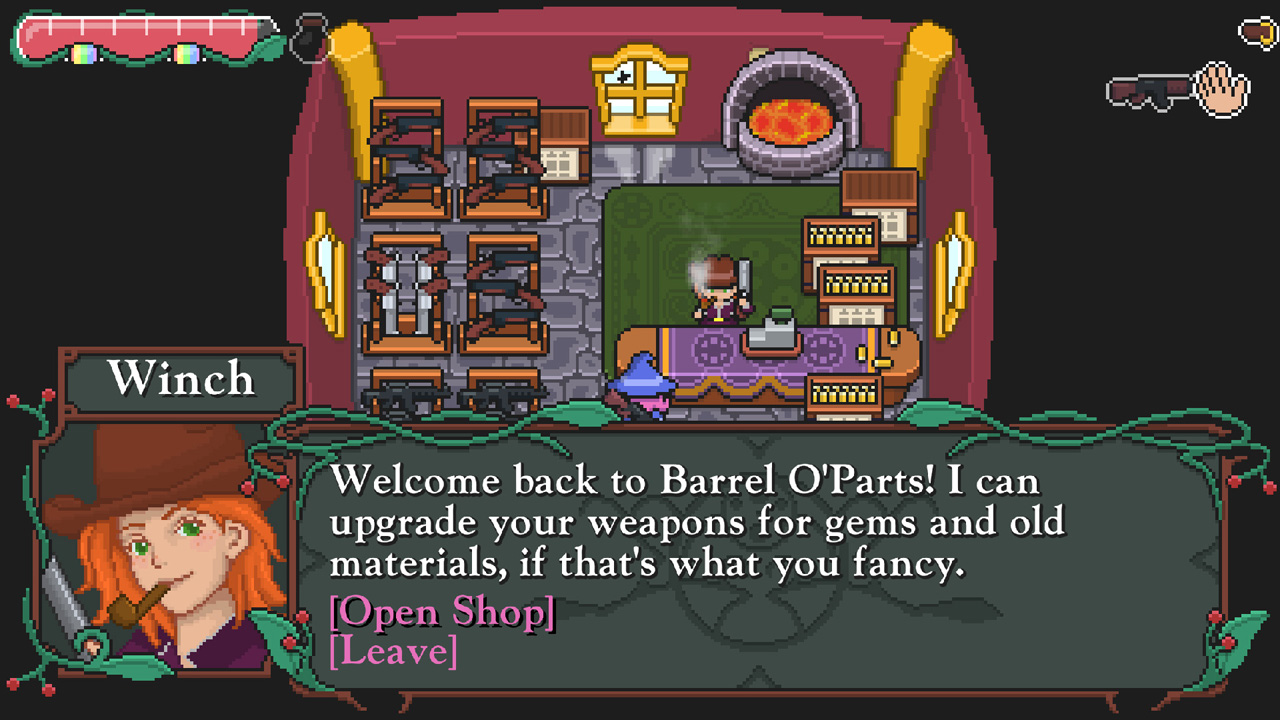 Winch
Welcome back to Barrel O'Parts! I can
upgrade your weapons for gems and old
materials, if that's what you fancy.
[Open Shop]
[Leave]